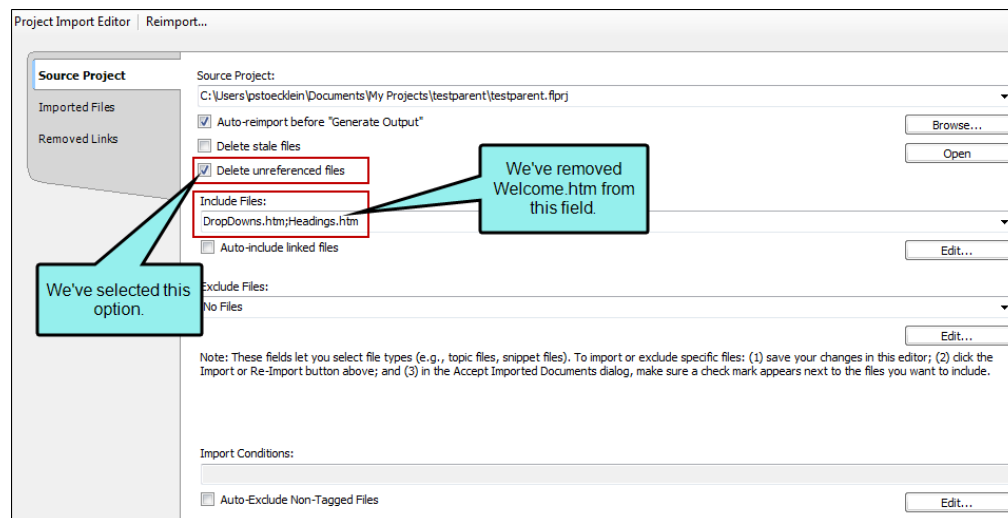 Project Import Editor Reimport...
Source Project
Imported Files
Removed Links
Source Project:
C:\Users\pstoecklein\Documents\My Projects\testparent\testparent.flprj
Auto-reimport before "Generate Output"
Browse...
Delete stale files
Open
Delete unreferenced files
We've removed
Welcome.htm from
this field.
Include Files:
DropDowns.htm;Headings.htm
Auto-include linked files
Edit...
We've selected this
option.
Exclude Files:
No Files
Edit...
Note: These fields let you select file types (e.g., topic files, snippet files). To import or exclude specific files: (1) save your changes in this editor; (2) click the
Import or Re-Import button above; and (3) in the Accept Imported Documents dialog, make sure a check mark appears next to the files you want to include.
Import Conditions:
Auto-Exclude Non-Tagged Files
Edit...